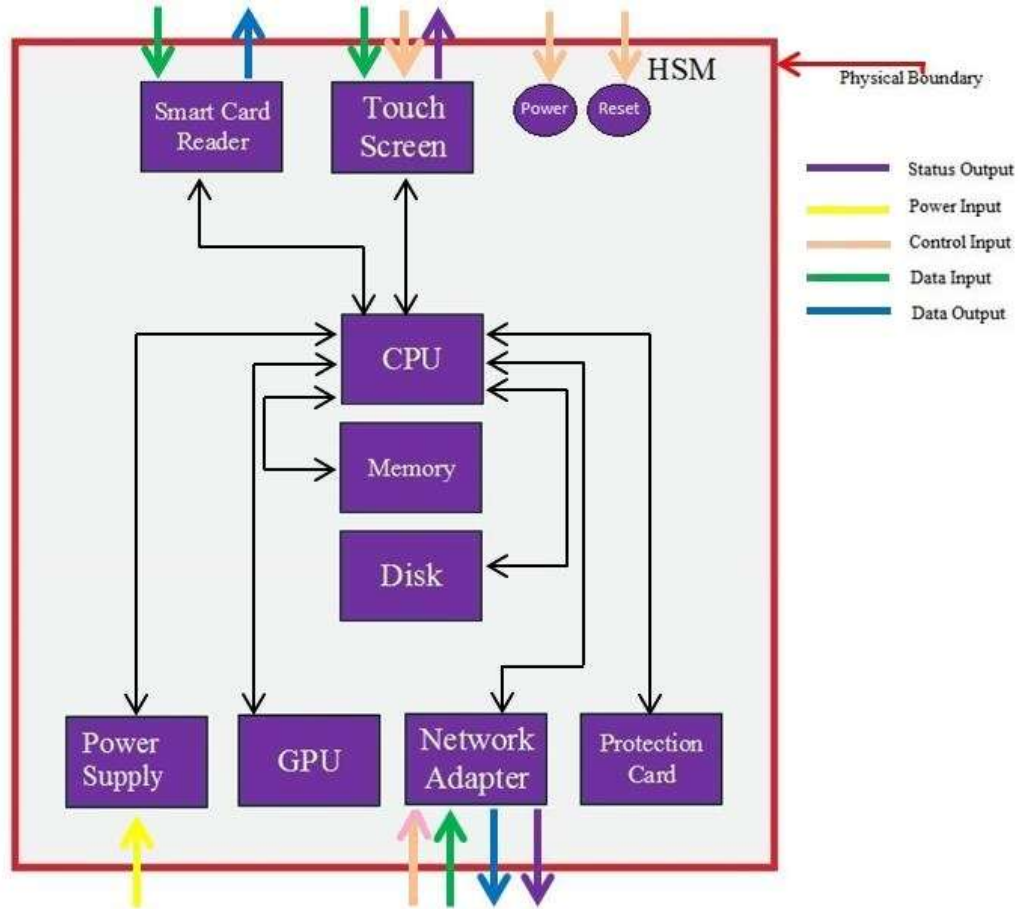 HSM
Physical Boundary
Smart Card
Reader
Touch
Screen
Power
Reset
Status Output
Power Input
Control Input
Data Input
Data Output
CPU
Memory
Disk
Power
Supply
GPU
Network
Adapter
Protection
Card